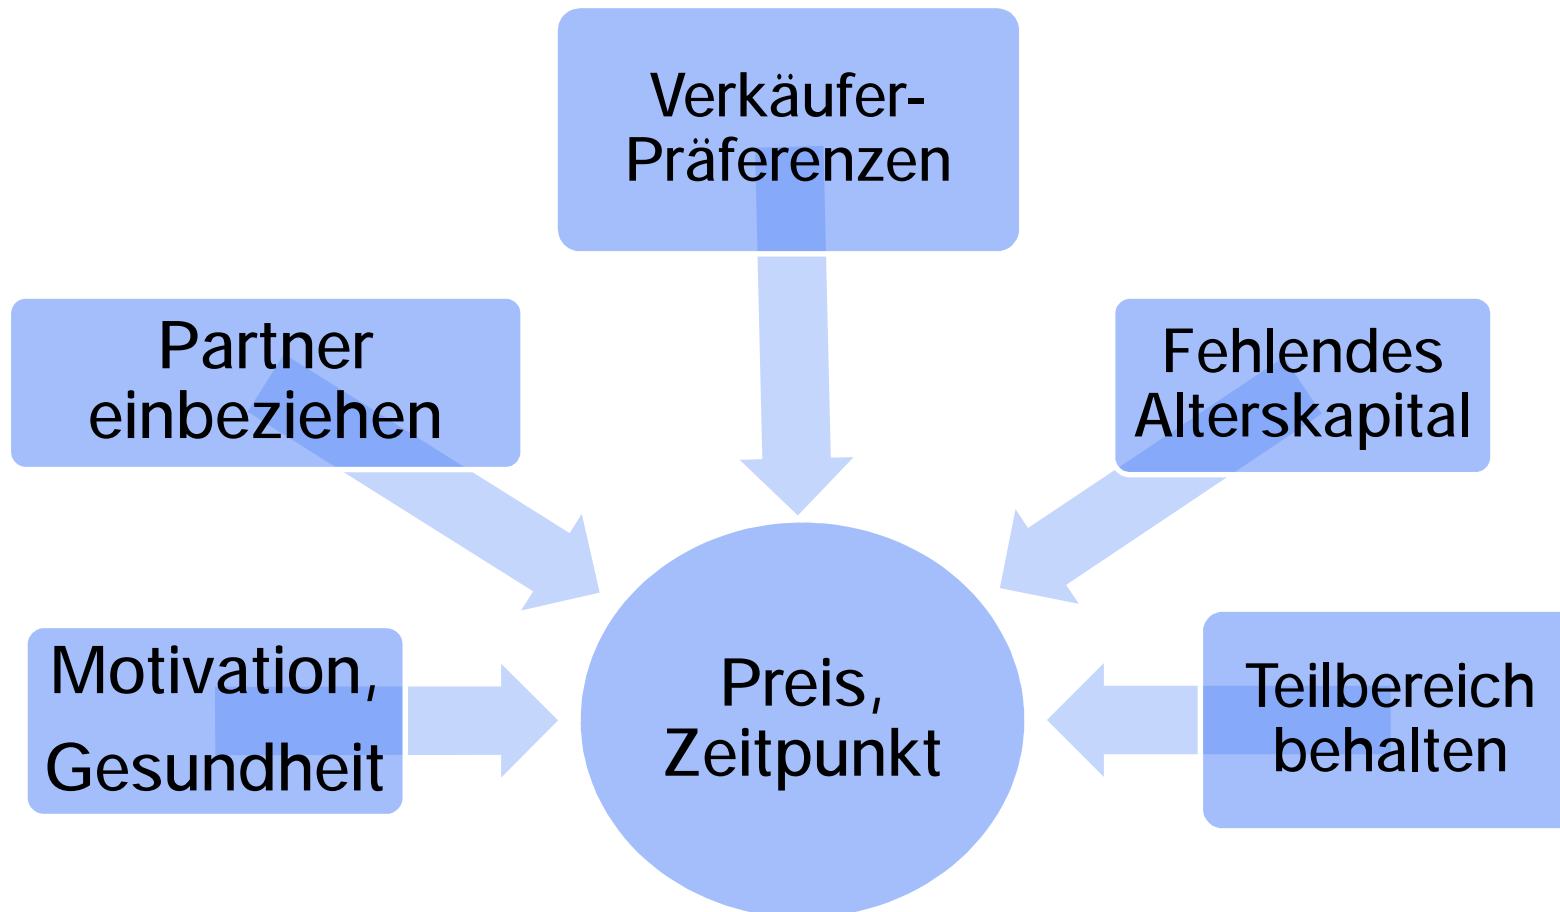 Verkäufer-
Präferenzen
Partner
einbeziehen
Fehlendes
Alterskapital
Motivation,
Gesundheit
Preis,
Zeitpunkt
Teilbereich
behalten